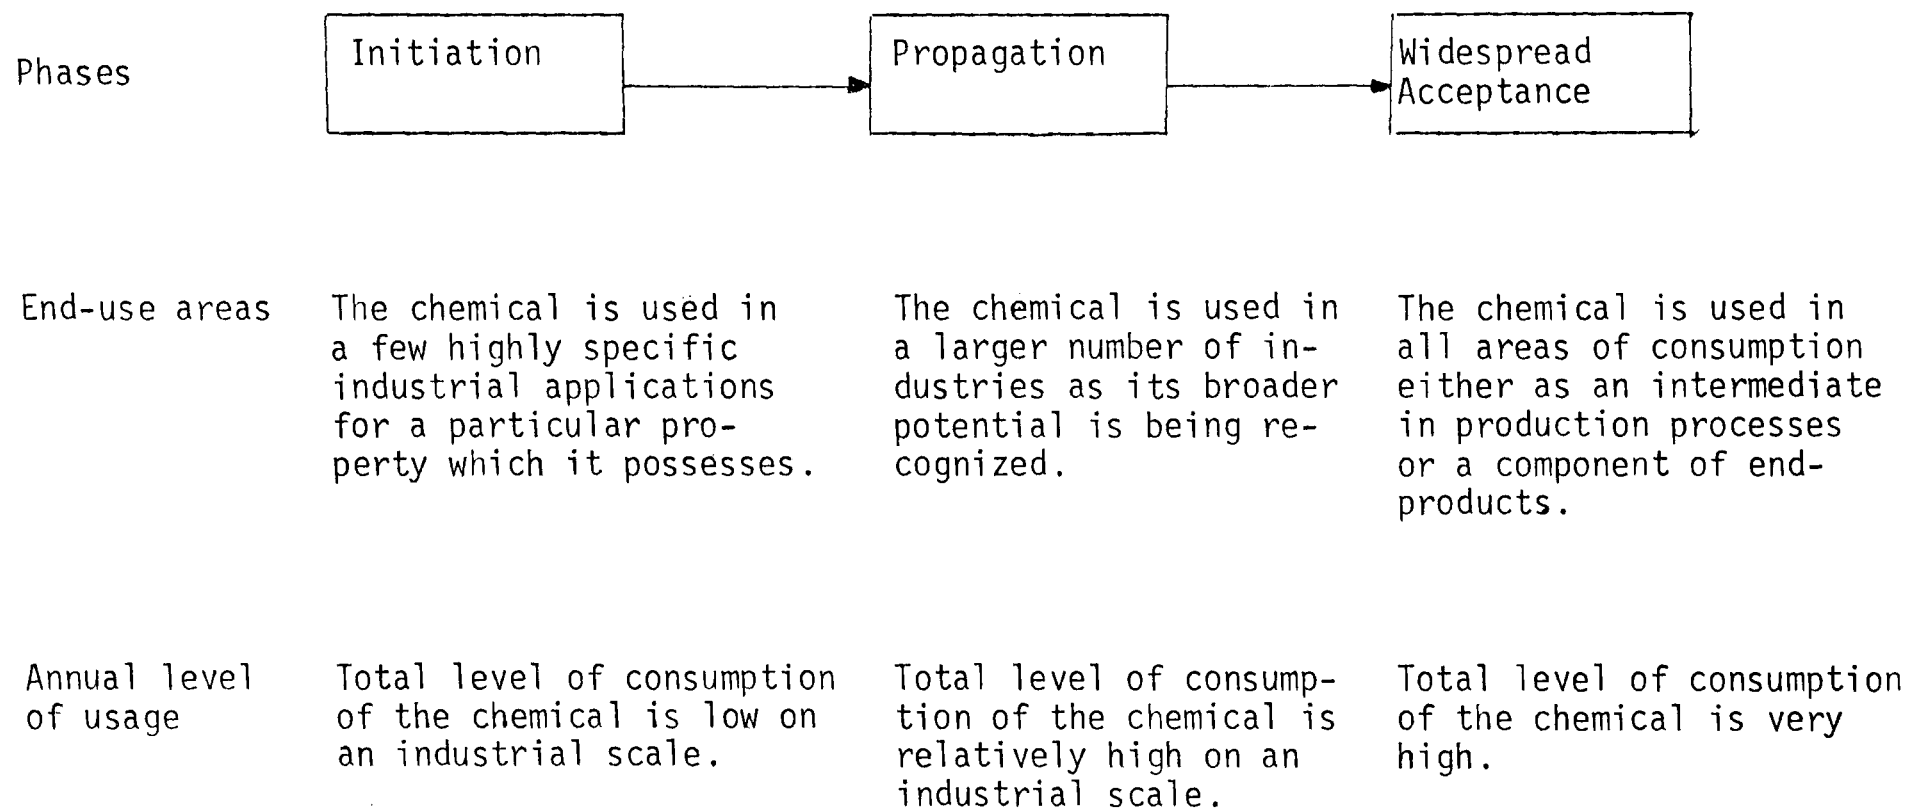 Phases
Initiation
Propagation
Widespread
Acceptance
End-use areas
The chemical is used in
a few highly specific
industrial applications
for a particular pro-
perty which it possesses.
The chemical is used in
a larger number of in-
dustries as its broader
potential is being re-
cognized.
The chemical is used in
all areas of consumption
either as an intermediate
in production processes
or a component of end-
products.
Annual level
of usage
Total level of consumption
of the chemical is low on
an industrial scale.
Total level of consump-
tion of the chemical is
relatively high on an
industrial scale.
Total level of consumption
of the chemical is very
high.